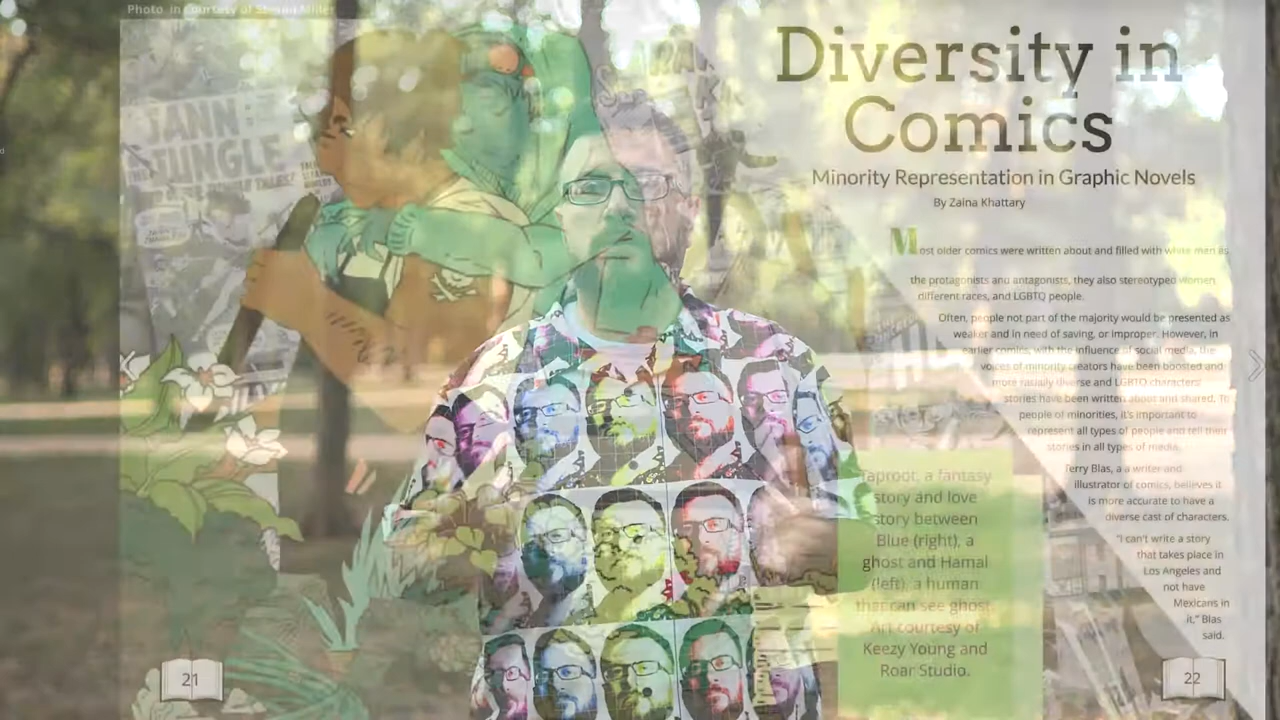 Photo in Courtesy of
JANN
JUNGLE
Diversity in
Comics
Minority Representation in Graphic Novels
By Zaina Khattary
Most older comics were written about and filled with white men as
the protagonists and antagonists, they also stereotyped women,
different races, and LGBTQ people.
Often, people not part of the majority would be presented as
weaker and in need of saving, or improper. However, in
earlier comics, with the influence of social media, the
voices of minority creators have been boosted and
more racially diverse and LGBTQ characters'
stories have been written about and shared. To
people of minorities, it's important to
represent all types of people and tell their
stories in all types of media.
Terry Blas, a a writer and
illustrator of comics, believes it
is more accurate to have a
diverse cast of characters.
"I can't write a story
that takes place in
Los Angeles and
not have
Mexicans in
it," Blas
said.
Taproot, a fantasy
story and love
story between
Blue (right), a
ghost and Hamal
(left), a human
that can see ghost.
Art courtesy of
Keezy Young and
Roar Studio.
21
22